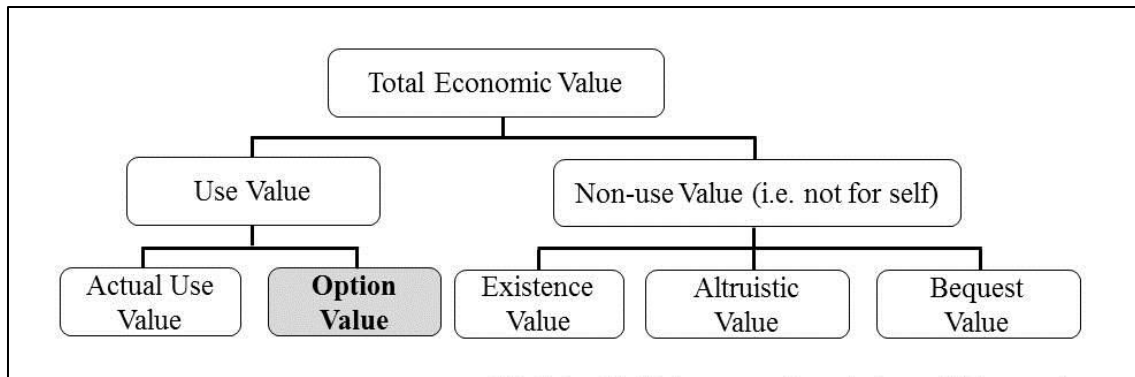 Total Economic Value
Use Value
Non-use Value (i.e. not for self)
Actual Use
Value
Option
Value
Existence
Value
Altruistic
Value
Bequest
Value